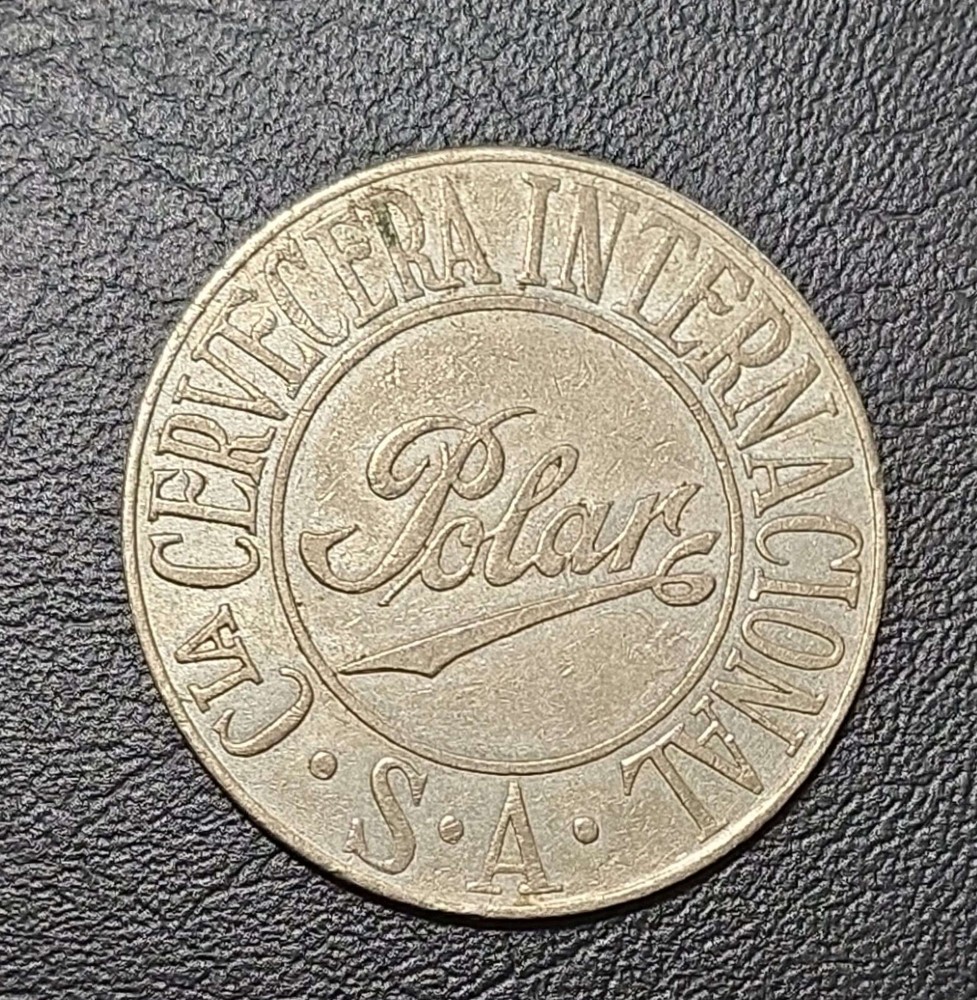 CIA CERVECERA INTERNACIONAL
S·A·
Polar